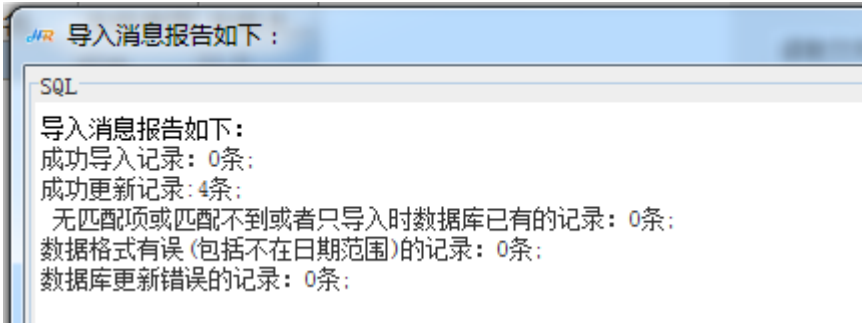 HR 导入消息报告如下：
SQL
导入消息报告如下：
成功导入记录：0条;
成功更新记录:4条;
无匹配项或匹配不到或者只导入时数据库已有的记录：0条;
数据格式有误(包括不在日期范围)的记录：0条;
数据库更新错误的记录：0条;